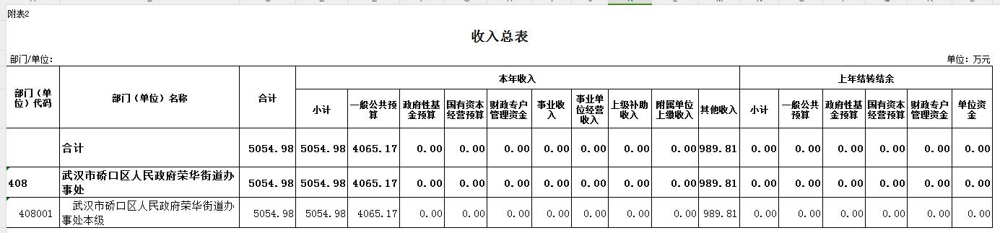 附表2
收入总表
部门/单位：
单位：万元
部门（单位）代码 部门（单位）名称 合计 本年收入 上年结转结余
小计 一般公共预算 政府性基金预算 国有资本经营预算 财政专户管理资金 事业收入 事业单位经营收入 上级补助收入 附属单位上缴收入 其他收入 小计 一般公共预算 政府性基金预算 国有资本经营预算 财政专户管理资金 单位资金
合计 5054.98 5054.98 4065.17 0.00 0.00 0.00 0.00 0.00 0.00 0.00 989.81 0.00 0.00 0.00 0.00 0.00 0.00
408 武汉市硚口区人民政府荣华街道办事处 5054.98 5054.98 4065.17 0.00 0.00 0.00 0.00 0.00 0.00 0.00 989.81 0.00 0.00 0.00 0.00 0.00 0.00
408001 武汉市硚口区人民政府荣华街道办事处本级 5054.98 5054.98 4065.17 0.00 0.00 0.00 0.00 0.00 0.00 0.00 989.81 0.00 0.00 0.00 0.00 0.00 0.00